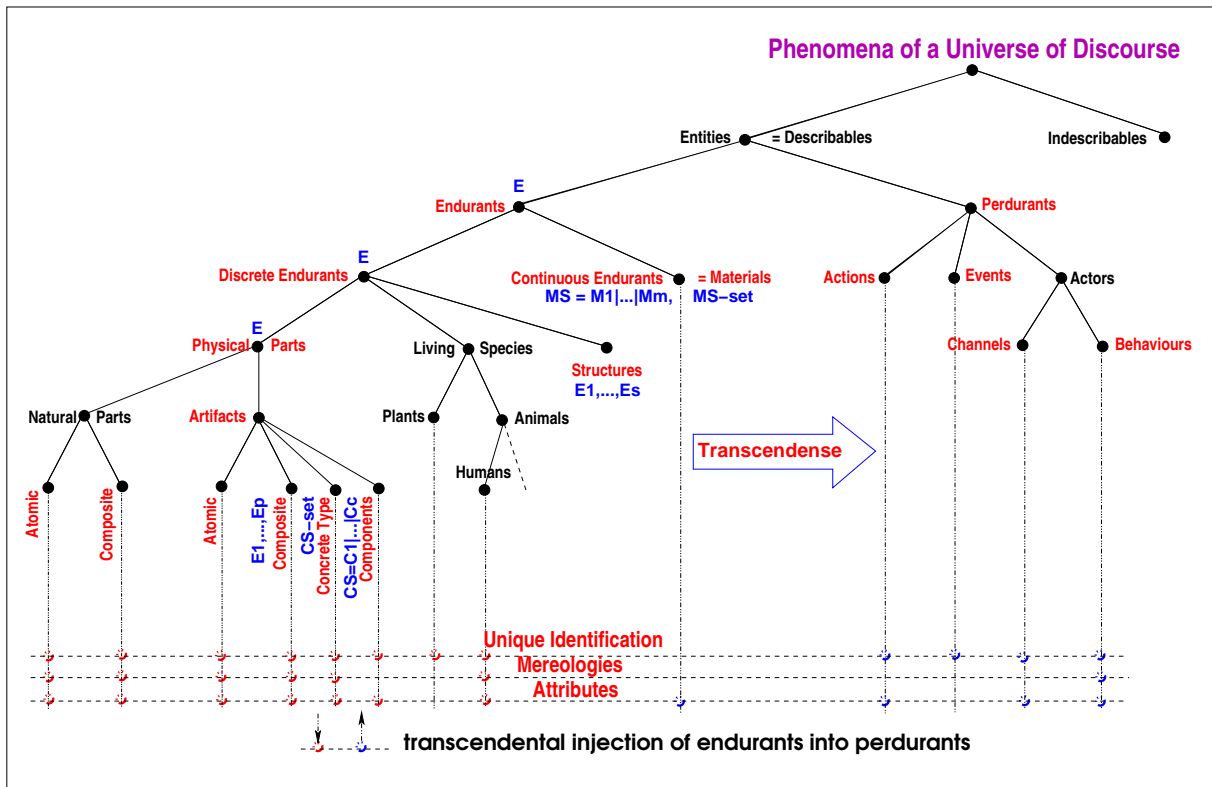 Phenomena of a Universe of Discourse
Entities = Describables
Indescribables
E
Endurants
Perdurants
E
Discrete Endurants
Continuous Endurants = Materials
MS = M1|...|Mm, MS-set
Actions
Events
Actors
E
Physical Parts
Living Species
Structures
E1,...,Es
Channels
Behaviours
Natural Parts
Artifacts
Plants
Animals
Transcendense
Humans
Atomic
Composite
Atomic
E1,...,Ep
Composite
CS-set
Concrete Type
CS=C1|...|Cc
Components
Unique Identification
Mereologies
Attributes
transcendental injection of endurants into perdurants